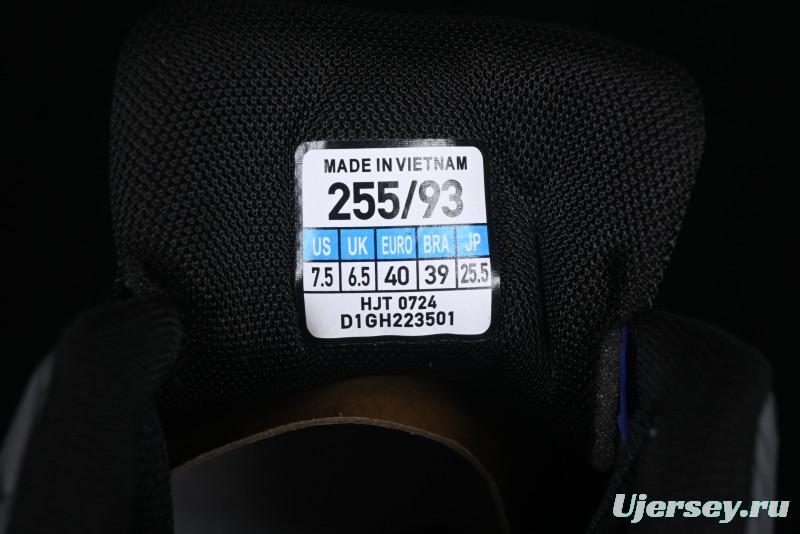 MADE IN VIETNAM
255/93
US UK EURO BRA JP
7.5 6.5 40 39 25.5
HJT 0724
D1GH223501
Ujersey.ru